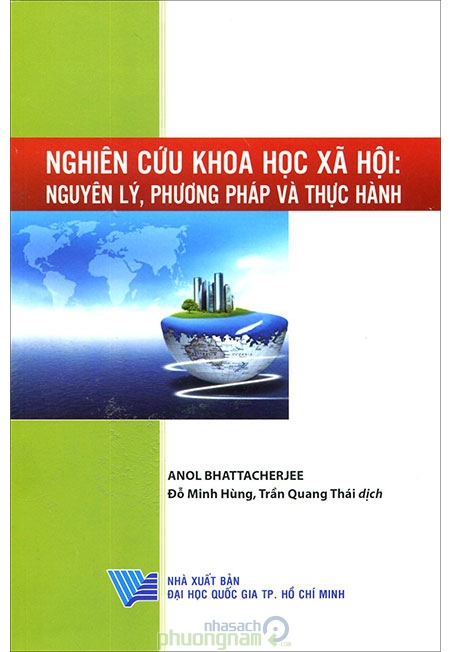 NGHIÊN CỨU KHOA HỌC XÃ HỘI:
NGUYÊN LÝ, PHƯƠNG PHÁP VÀ THỰC HÀNH
ANOL BHATTACHERJEE
Đỗ Minh Hùng, Trần Quang Thái dịch
NHÀ XUẤT BẢN
ĐẠI HỌC QUỐC GIA TP. HỒ CHÍ MINH
nhasach
phuongnam
.com